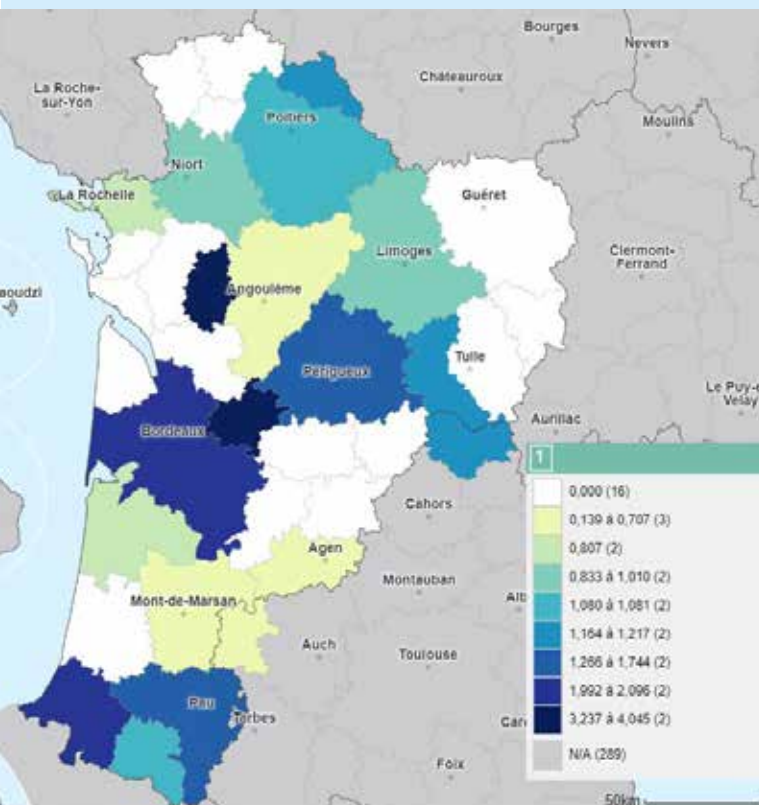 Bourges
Nevers
Châteauroux
La Roche-
sur-Yon
Moulins
Poitiers
Niort
La Rochelle
Guéret
Limoges
Clermont-
Ferrand
aoudzi
Angoulême
Tulle
Périgueux
Le Puy-e
Velay
Aurillac
Bordeaux
1
0,000 (16)
0,139 à 0,707 (3)
0,807 (2)
0,833 à 1,010 (2)
1,080 à 1,081 (2)
1,164 à 1,217 (2)
1,266 à 1,744 (2)
1,992 à 2,096 (2)
3,237 à 4,045 (2)
N/A (289)
Cahors
Agen
Montauban
Alb
Mont-de-Marsan
Auch
Toulouse
Pau
Tarbes
Carc
Foix
50km